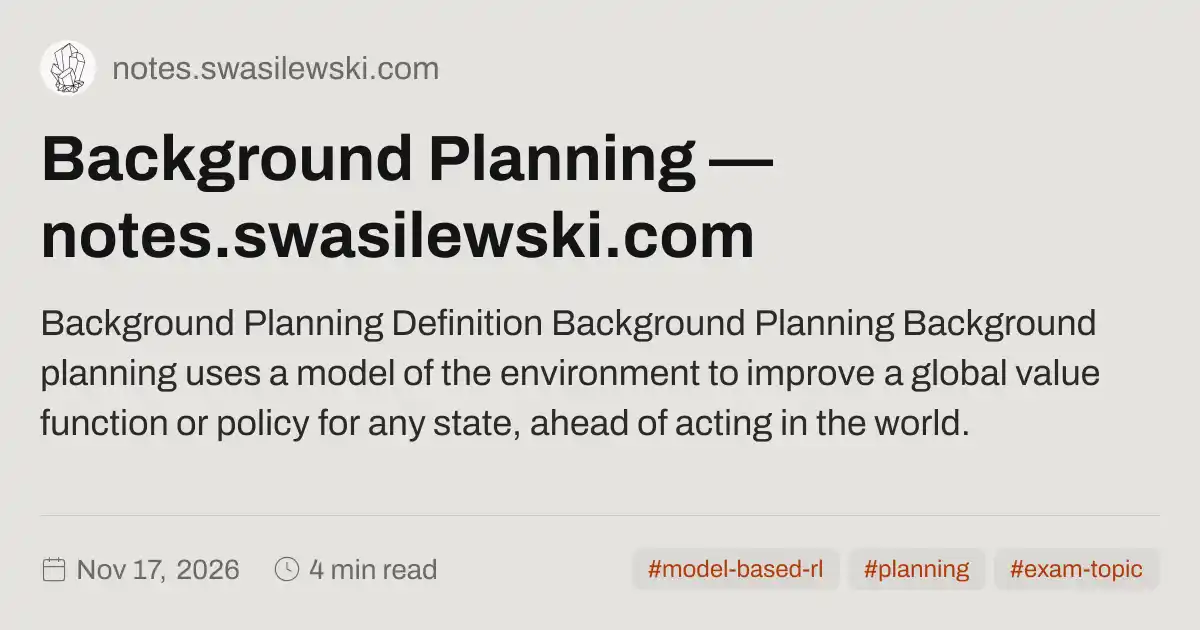 notes.swasilewski.com
Background Planning —
notes.swasilewski.com
Background Planning Definition Background Planning Background
planning uses a model of the environment to improve a global value
function or policy for any state, ahead of acting in the world.
Nov 17, 2026 4 min read #model-based-rl #planning #exam-topic